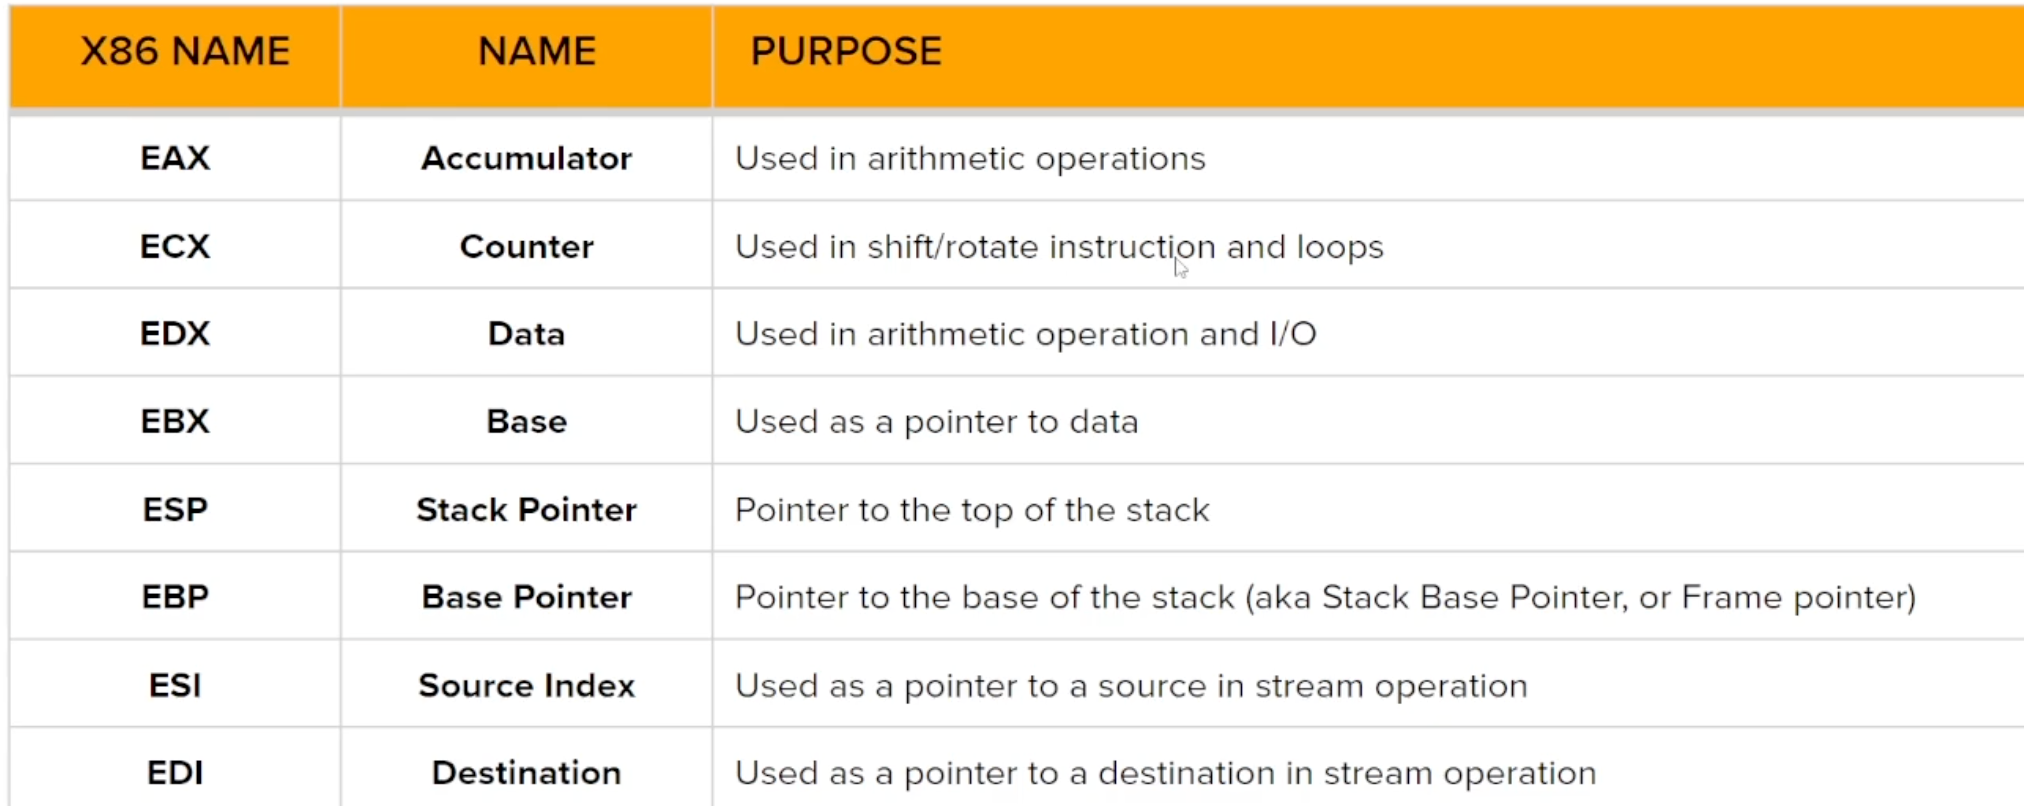 X86 NAME NAME PURPOSE
EAX Accumulator Used in arithmetic operations
ECX Counter Used in shift/rotate instruction and loops
EDX Data Used in arithmetic operation and I/O
EBX Base Used as a pointer to data
ESP Stack Pointer Pointer to the top of the stack
EBP Base Pointer Pointer to the base of the stack (aka Stack Base Pointer, or Frame pointer)
ESI Source Index Used as a pointer to a source in stream operation
EDI Destination Used as a pointer to a destination in stream operation